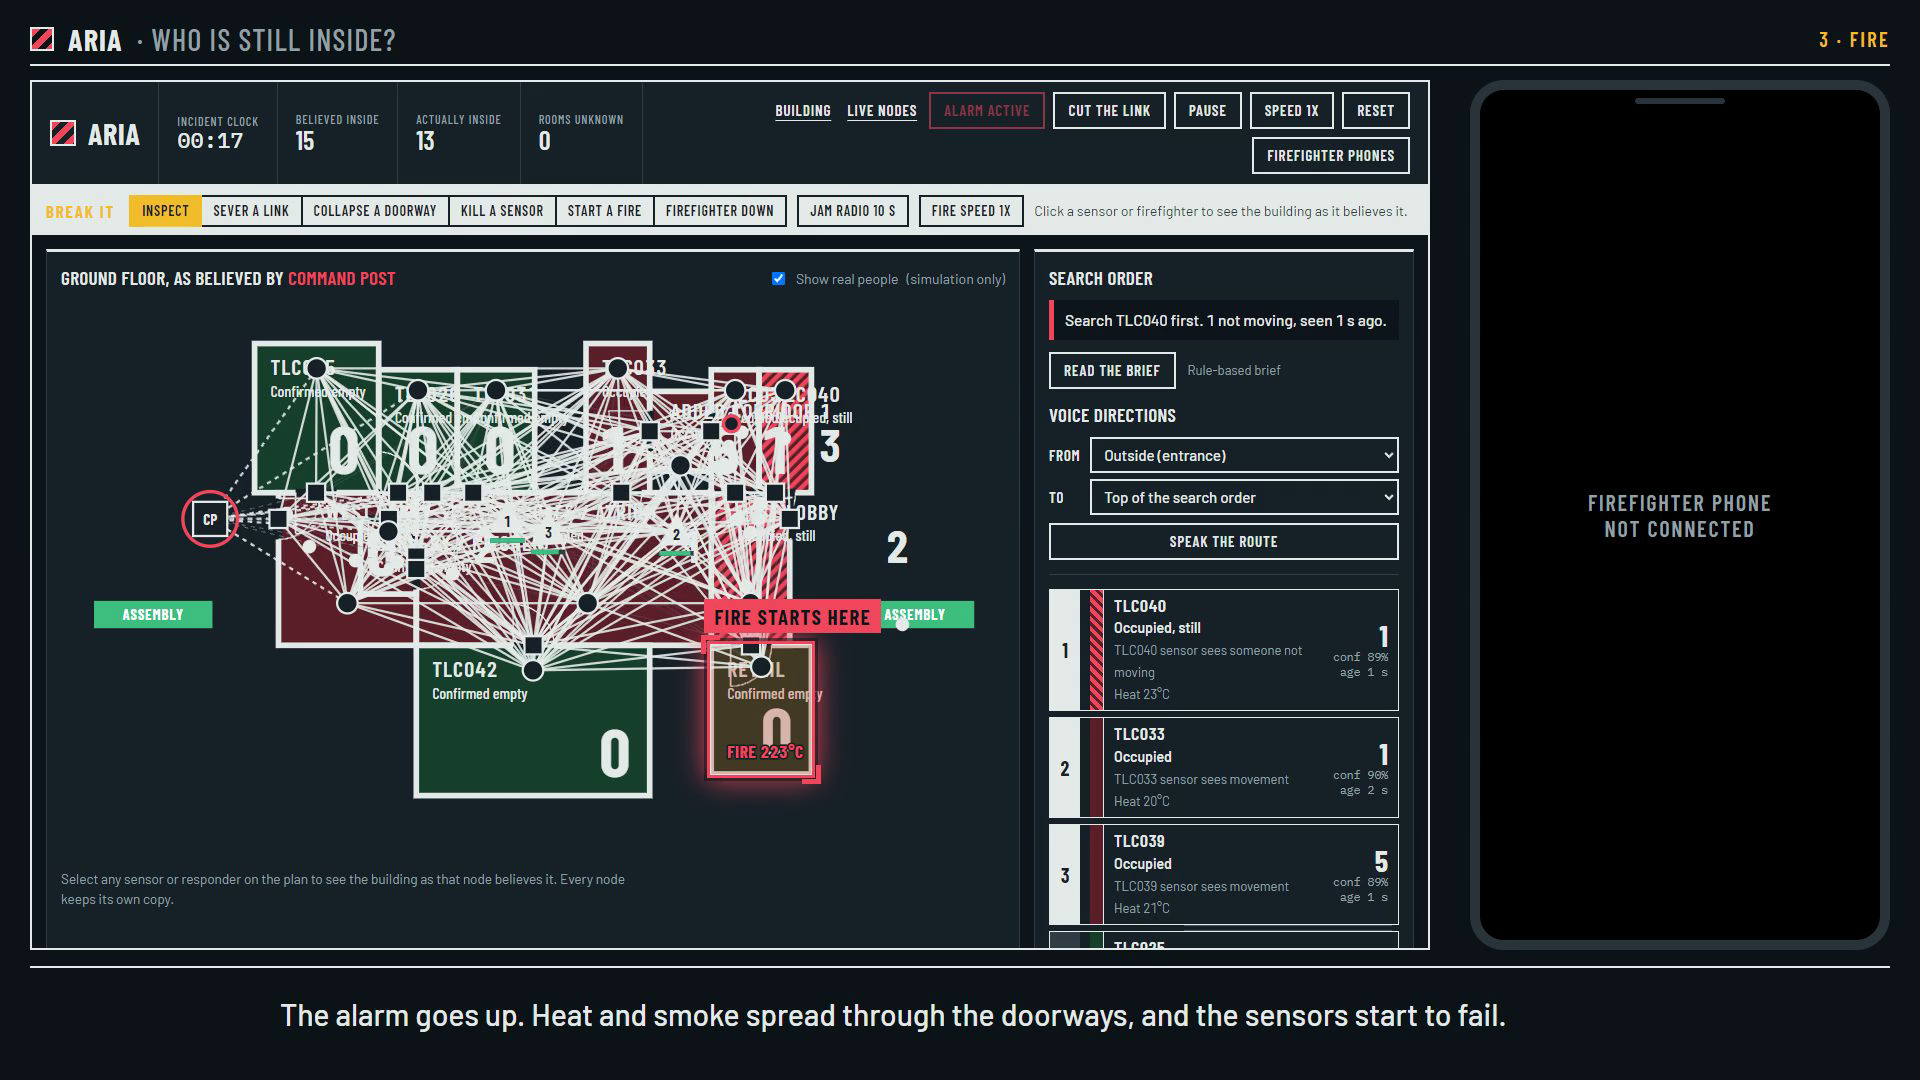 ARIA · WHO IS STILL INSIDE?
3 · FIRE
ARIA
INCIDENT CLOCK
00:17
BELIEVED INSIDE
15
ACTUALLY INSIDE
13
ROOMS UNKNOWN
0
BUILDING
LIVE NODES
ALARM ACTIVE
CUT THE LINK
PAUSE
SPEED 1X
RESET
FIREFIGHTER PHONES
BREAK IT
INSPECT
SEVER A LINK
COLLAPSE A DOORWAY
KILL A SENSOR
START A FIRE
FIREFIGHTER DOWN
JAM RADIO 10 S
FIRE SPEED 1X
Click a sensor or firefighter to see the building as it believes it.
GROUND FLOOR, AS BELIEVED BY COMMAND POST
Show real people (simulation only)
Confirmed empty
0
0
0
3
CP
1
3
2
2
ASSEMBLY
FIRE STARTS HERE
ASSEMBLY
TLC042
Confirmed empty
0
Confirmed empty
0
FIRE 223°C
Select any sensor or responder on the plan to see the building as that node believes it. Every node
keeps its own copy.
SEARCH ORDER
Search TLC040 first. 1 not moving, seen 1 s ago.
READ THE BRIEF
Rule-based brief
VOICE DIRECTIONS
FROM
Outside (entrance)
TO
Top of the search order
SPEAK THE ROUTE
1
TLC040
Occupied, still
TLC040 sensor sees someone not
moving
Heat 23°C
1
conf 89%
age 1 s
2
TLC033
Occupied
TLC033 sensor sees movement
Heat 20°C
1
conf 90%
age 2 s
3
TLC039
Occupied
TLC039 sensor sees movement
Heat 21°C
5
conf 89%
age 1 s
FIREFIGHTER PHONE
NOT CONNECTED
The alarm goes up. Heat and smoke spread through the doorways, and the sensors start to fail.